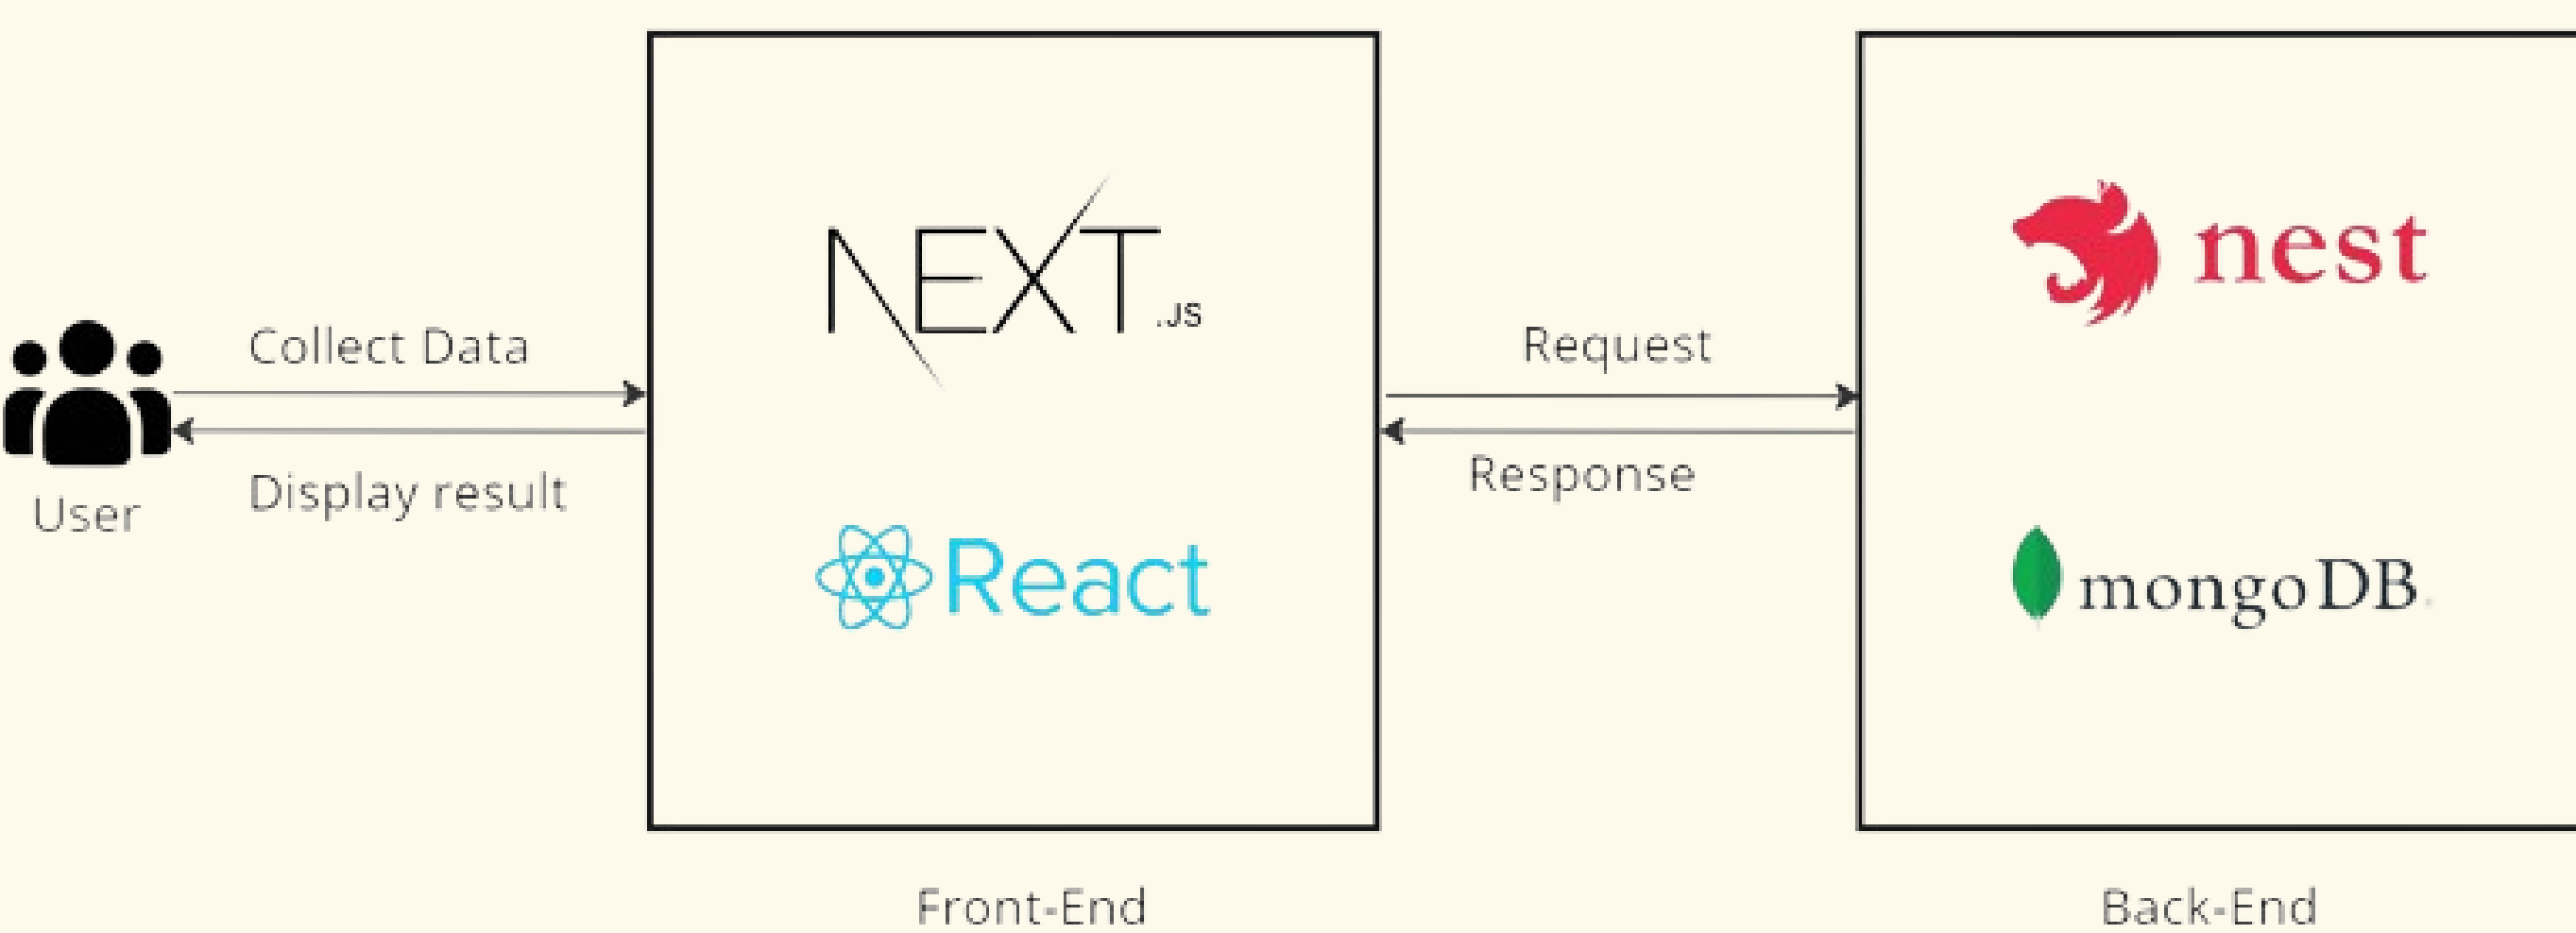 Collect Data
Display result
User
NEXT.JS
React
Front-End
Request
Response
nest
mongoDB
Back-End